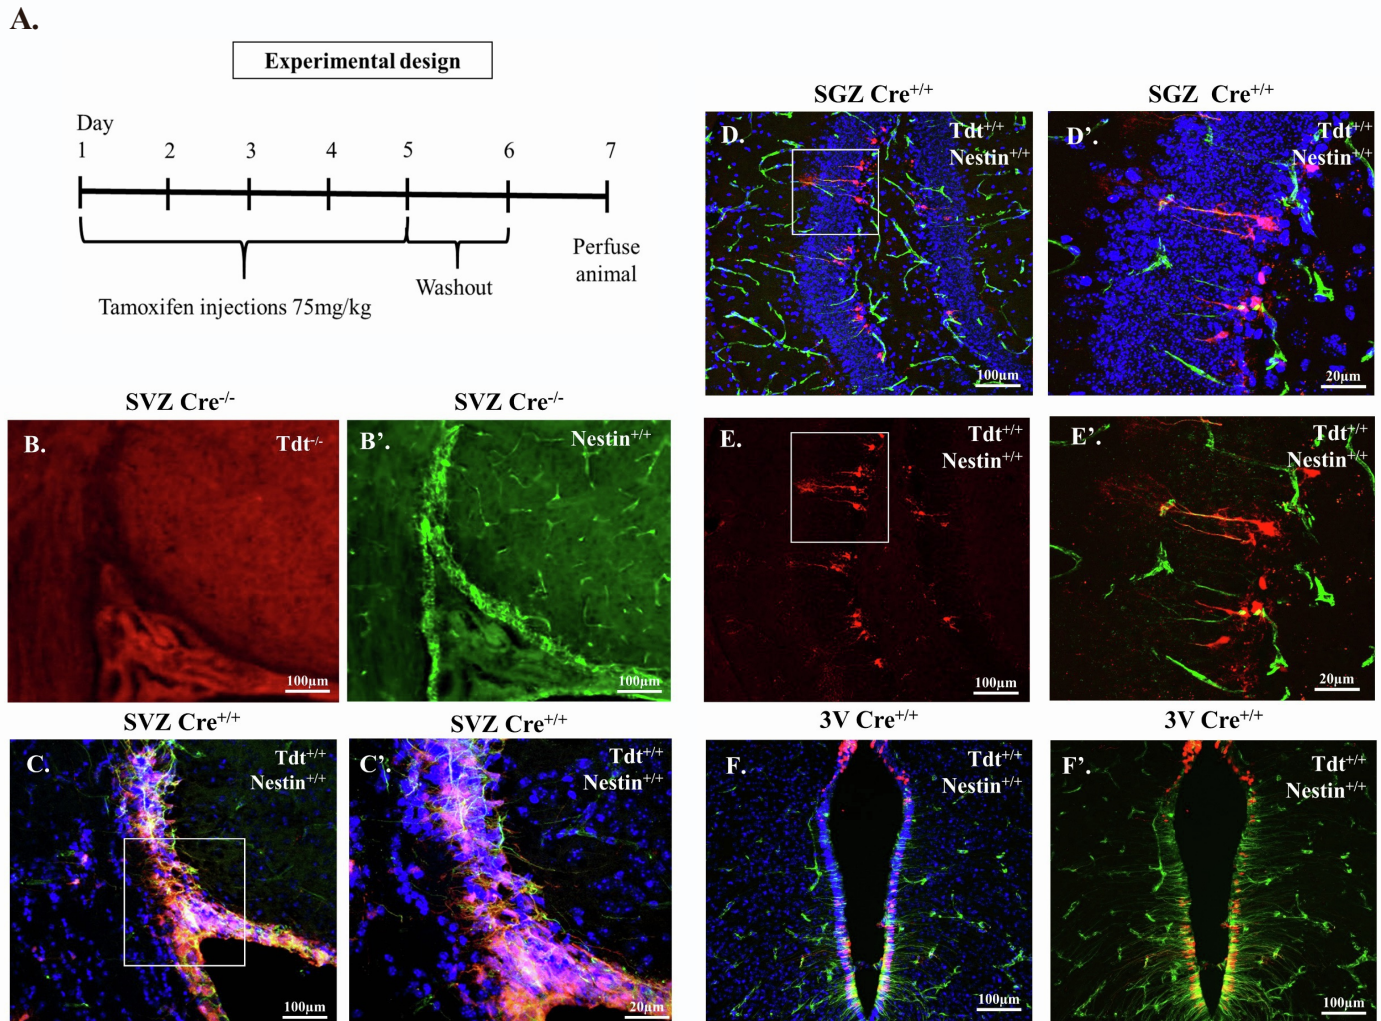 A.
Experimental design
Day
1 2 3 4 5 6 7
Tamoxifen injections 75mg/kg
Washout
Perfuse
animal
SVZ Cre-/-
B.
Tdt-/-
100µm
SVZ Cre-/-
B'.
Nestin+/+
100µm
SVZ Cre+/+
C.
Tdt+/+
Nestin+/+
100µm
SVZ Cre+/+
C'.
Tdt+/+
Nestin+/+
20µm
SGZ Cre+/+
D.
Tdt+/+
Nestin+/+
100µm
SGZ Cre+/+
D'.
Tdt+/+
Nestin+/+
20µm
E.
Tdt+/+
Nestin+/+
100µm
E'.
Tdt+/+
Nestin+/+
20µm
3V Cre+/+
F.
Tdt+/+
Nestin+/+
100µm
3V Cre+/+
F'.
Tdt+/+
Nestin+/+
100µm